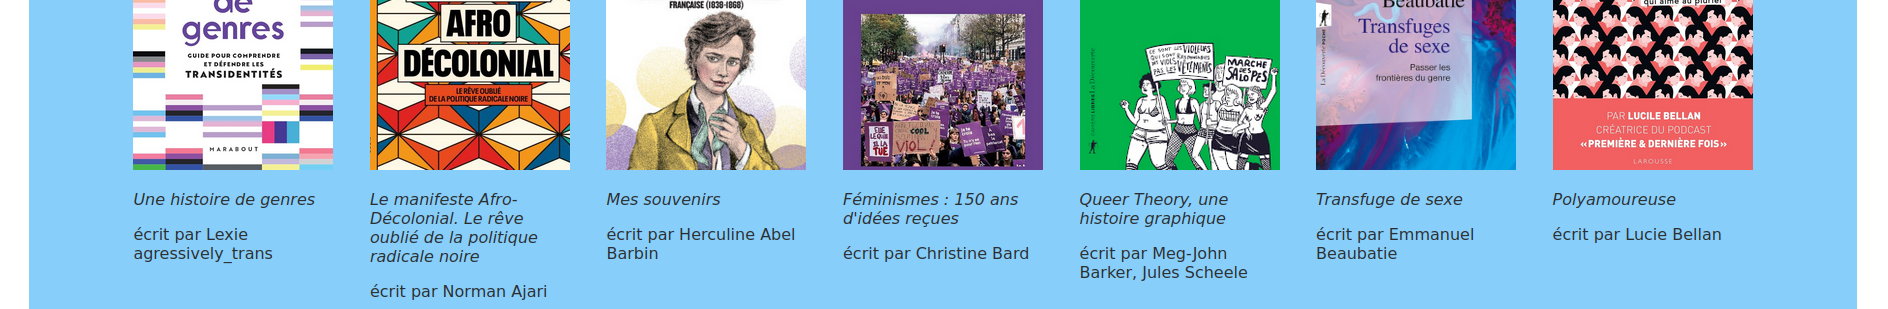 de
genres
GUIDE POUR COMPRENDRE
ET DÉFENDRE LES
TRANSIDENTITÉS
MARABOUT
AFRO
DÉCOLONIAL
LE RÊVE OUBLIÉ
DE LA POLITIQUE RADICALE NOIRE
FRANÇAISE (1838-1868)
COOL
VIOL!
CE SONT LES VIOLEURS
QUI SONT RESPONSABLES
DES VIOLS
PAS LES VÊTEMENTS
MARCHE
DES
SALOPES
La Découverte
Beaubatie
Transfuges
de sexe
Passer les
frontières du genre
La Découverte POCHE
qui aime au pluriel
PAR LUCILE BELLAN
CRÉATRICE DU PODCAST
«PREMIÈRE & DERNIÈRE FOIS»
LAROUSSE
Une histoire de genres
écrit par Lexie
agressively_trans
Le manifeste Afro-
Décolonial. Le rêve
oublié de la politique
radicale noire
écrit par Norman Ajari
Mes souvenirs
écrit par Herculine Abel
Barbin
Féminismes : 150 ans
d'idées reçues
écrit par Christine Bard
Queer Theory, une
histoire graphique
écrit par Meg-John
Barker, Jules Scheele
Transfuge de sexe
écrit par Emmanuel
Beaubatie
Polyamoureuse
écrit par Lucie Bellan